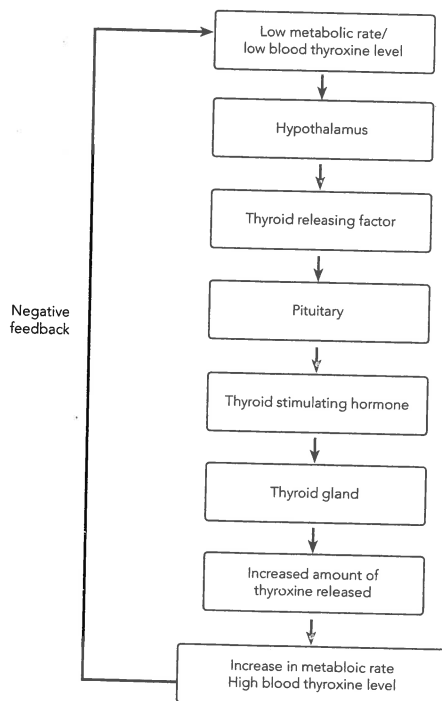 Low metabolic rate/
low blood thyroxine level
Hypothalamus
Thyroid releasing factor
Pituitary
Negative
feedback
Thyroid stimulating hormone
Thyroid gland
Increased amount of
thyroxine released
Increase in metabloic rate
High blood thyroxine level